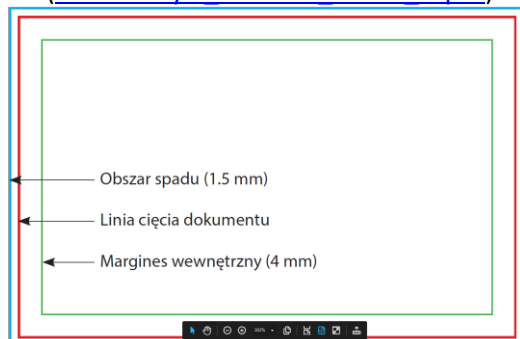 Obszar spadu (1.5 mm)
Linia cięcia dokumentu
Margines wewnętrzny (4 mm)